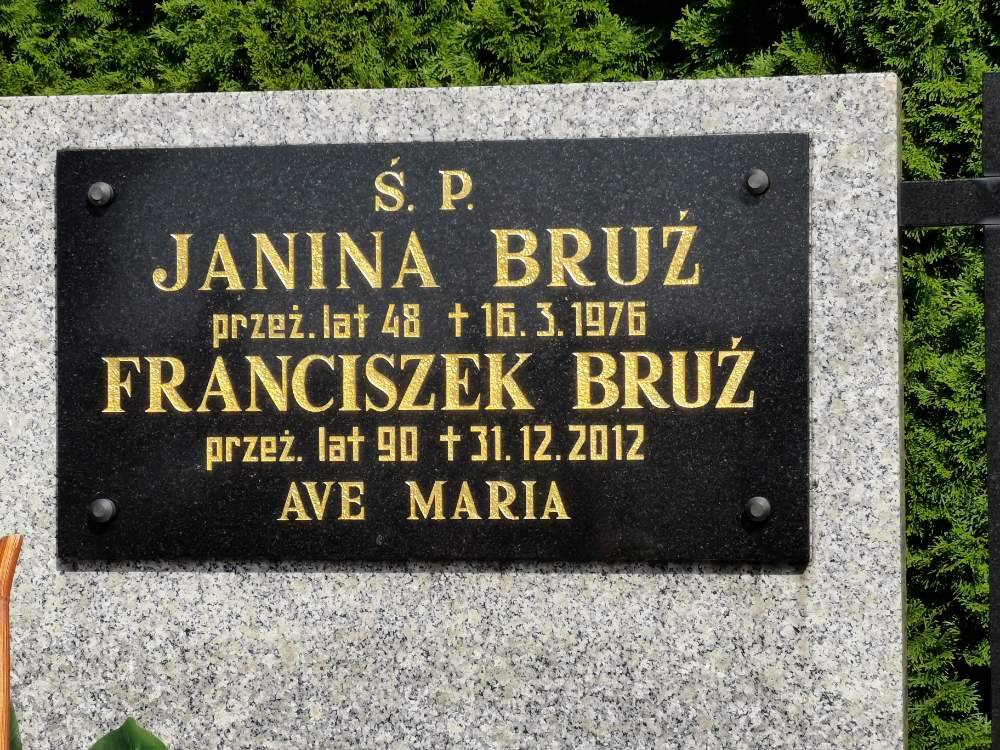 Ś. P.
JANINA BRUŹ
przeż. lat 48 † 16. 3. 1976
FRANCISZEK BRUŹ
przeż. lat 90 † 31. 12. 2012
AVE MARIA